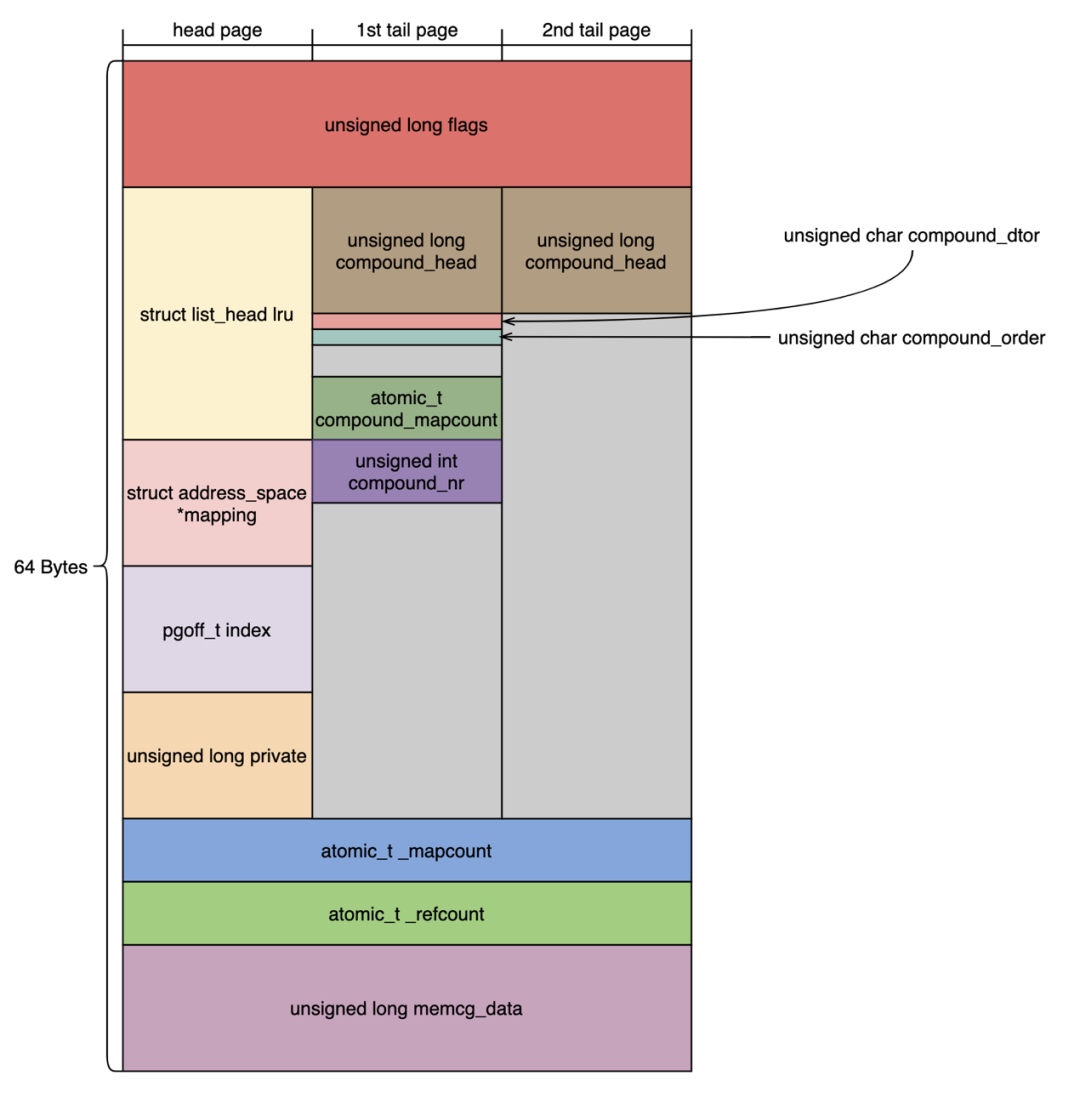 head page
1st tail page
2nd tail page
unsigned long flags
unsigned long
compound_head
unsigned long
compound_head
unsigned char compound_dtor
struct list_head lru
unsigned char compound_order
atomic_t
compound_mapcount
unsigned int
compound_nr
struct address_space
*mapping
64 Bytes
pgoff_t index
unsigned long private
atomic_t _mapcount
atomic_t _refcount
unsigned long memcg_data